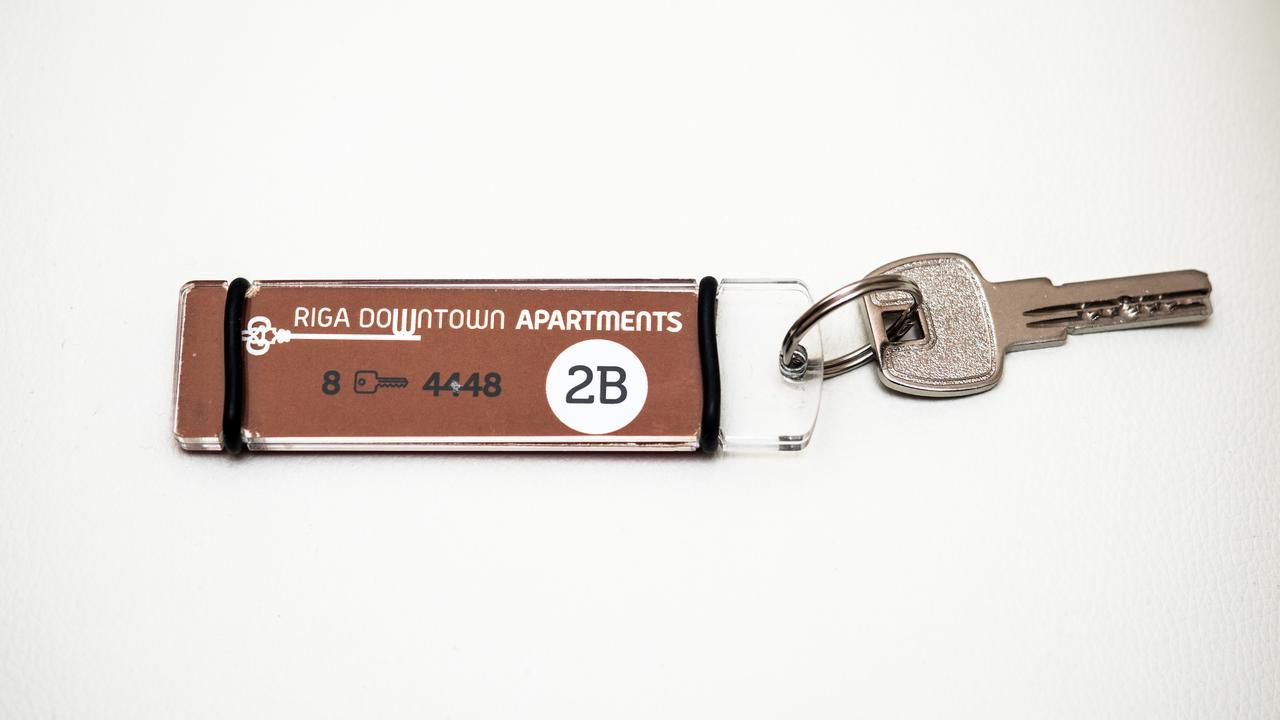 RIGA DOWNTOWN APARTMENTS
8 4448
2B